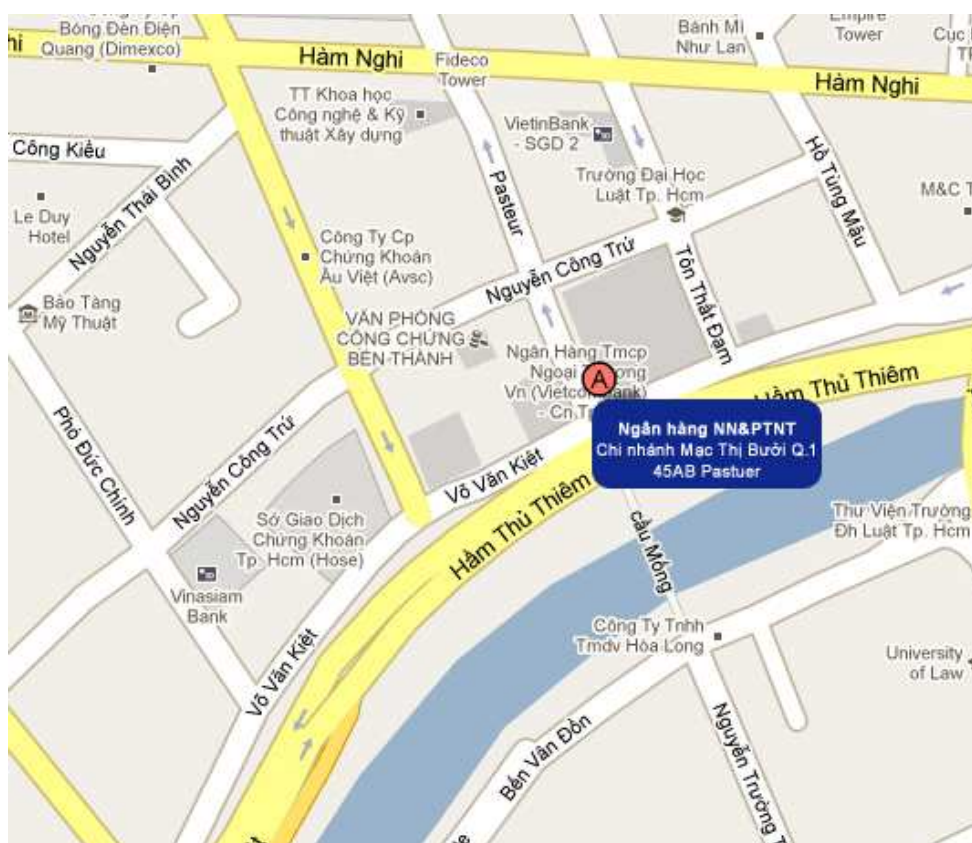 Bóng Đèn Điện
Quang (Dimexco)
Hàm Nghi
Fideco
Tower
Bánh Mì
Như Lan
Empire
Tower
Cục
Hàm Nghi
TT Khoa học
Công nghệ & Kỹ
thuật Xây dựng
VietinBank
- SGD 2
Công Kiều
Nguyễn Thái Bình
Pasteur
Trường Đại Học
Luật Tp. Hcm
Hồ Tùng Mậu
M&C
Le Duy
Hotel
Công Ty Cp
Chứng Khoán
Âu Việt (Avsc)
Nguyễn Công Trứ
Tôn Thất Đạm
Bảo Tàng
Mỹ Thuật
VĂN PHÒNG
CÔNG CHỨNG
BẾN THÀNH
Ngân Hàng Tmcp
Ngoại
Vn
- Cn
A
Hầm Thủ Thiêm
Ngân hàng NN&PTNT
Chi nhánh Mạc Thị Bưởi Q.1
45AB Pastuer
Phó Đức Chính
Nguyễn Công Trứ
Võ Văn Kiệt
Hầm Thủ Thiêm
cầu Mống
Thư Viện Trường
Đh Luật Tp. Hcm
Sở Giao Dịch
Chứng Khoán
Tp. Hcm (Hose)
Vinasiam
Bank
Công Ty Tnhh
Tmdv Hòa Long
University
of Law
Võ Văn Kiệt
Bến Vân Đồn
Nguyễn Trường